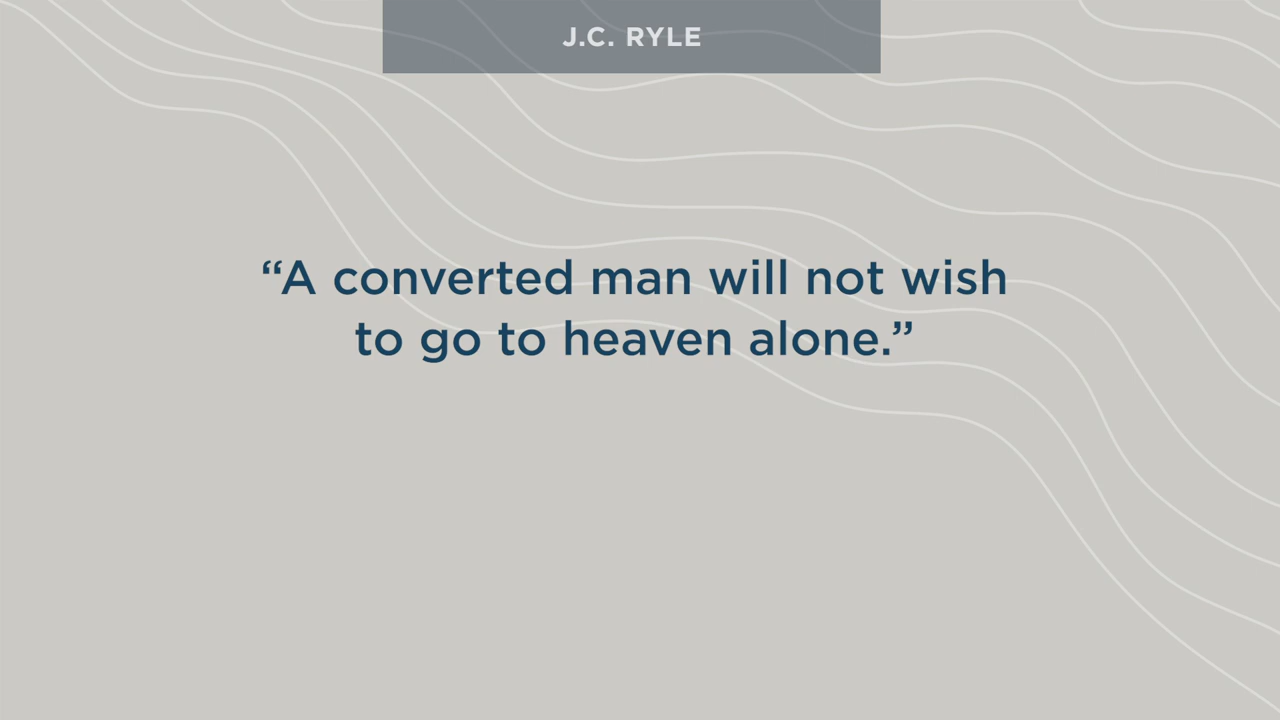 J.C. RYLE
“A converted man will not wish
to go to heaven alone.”